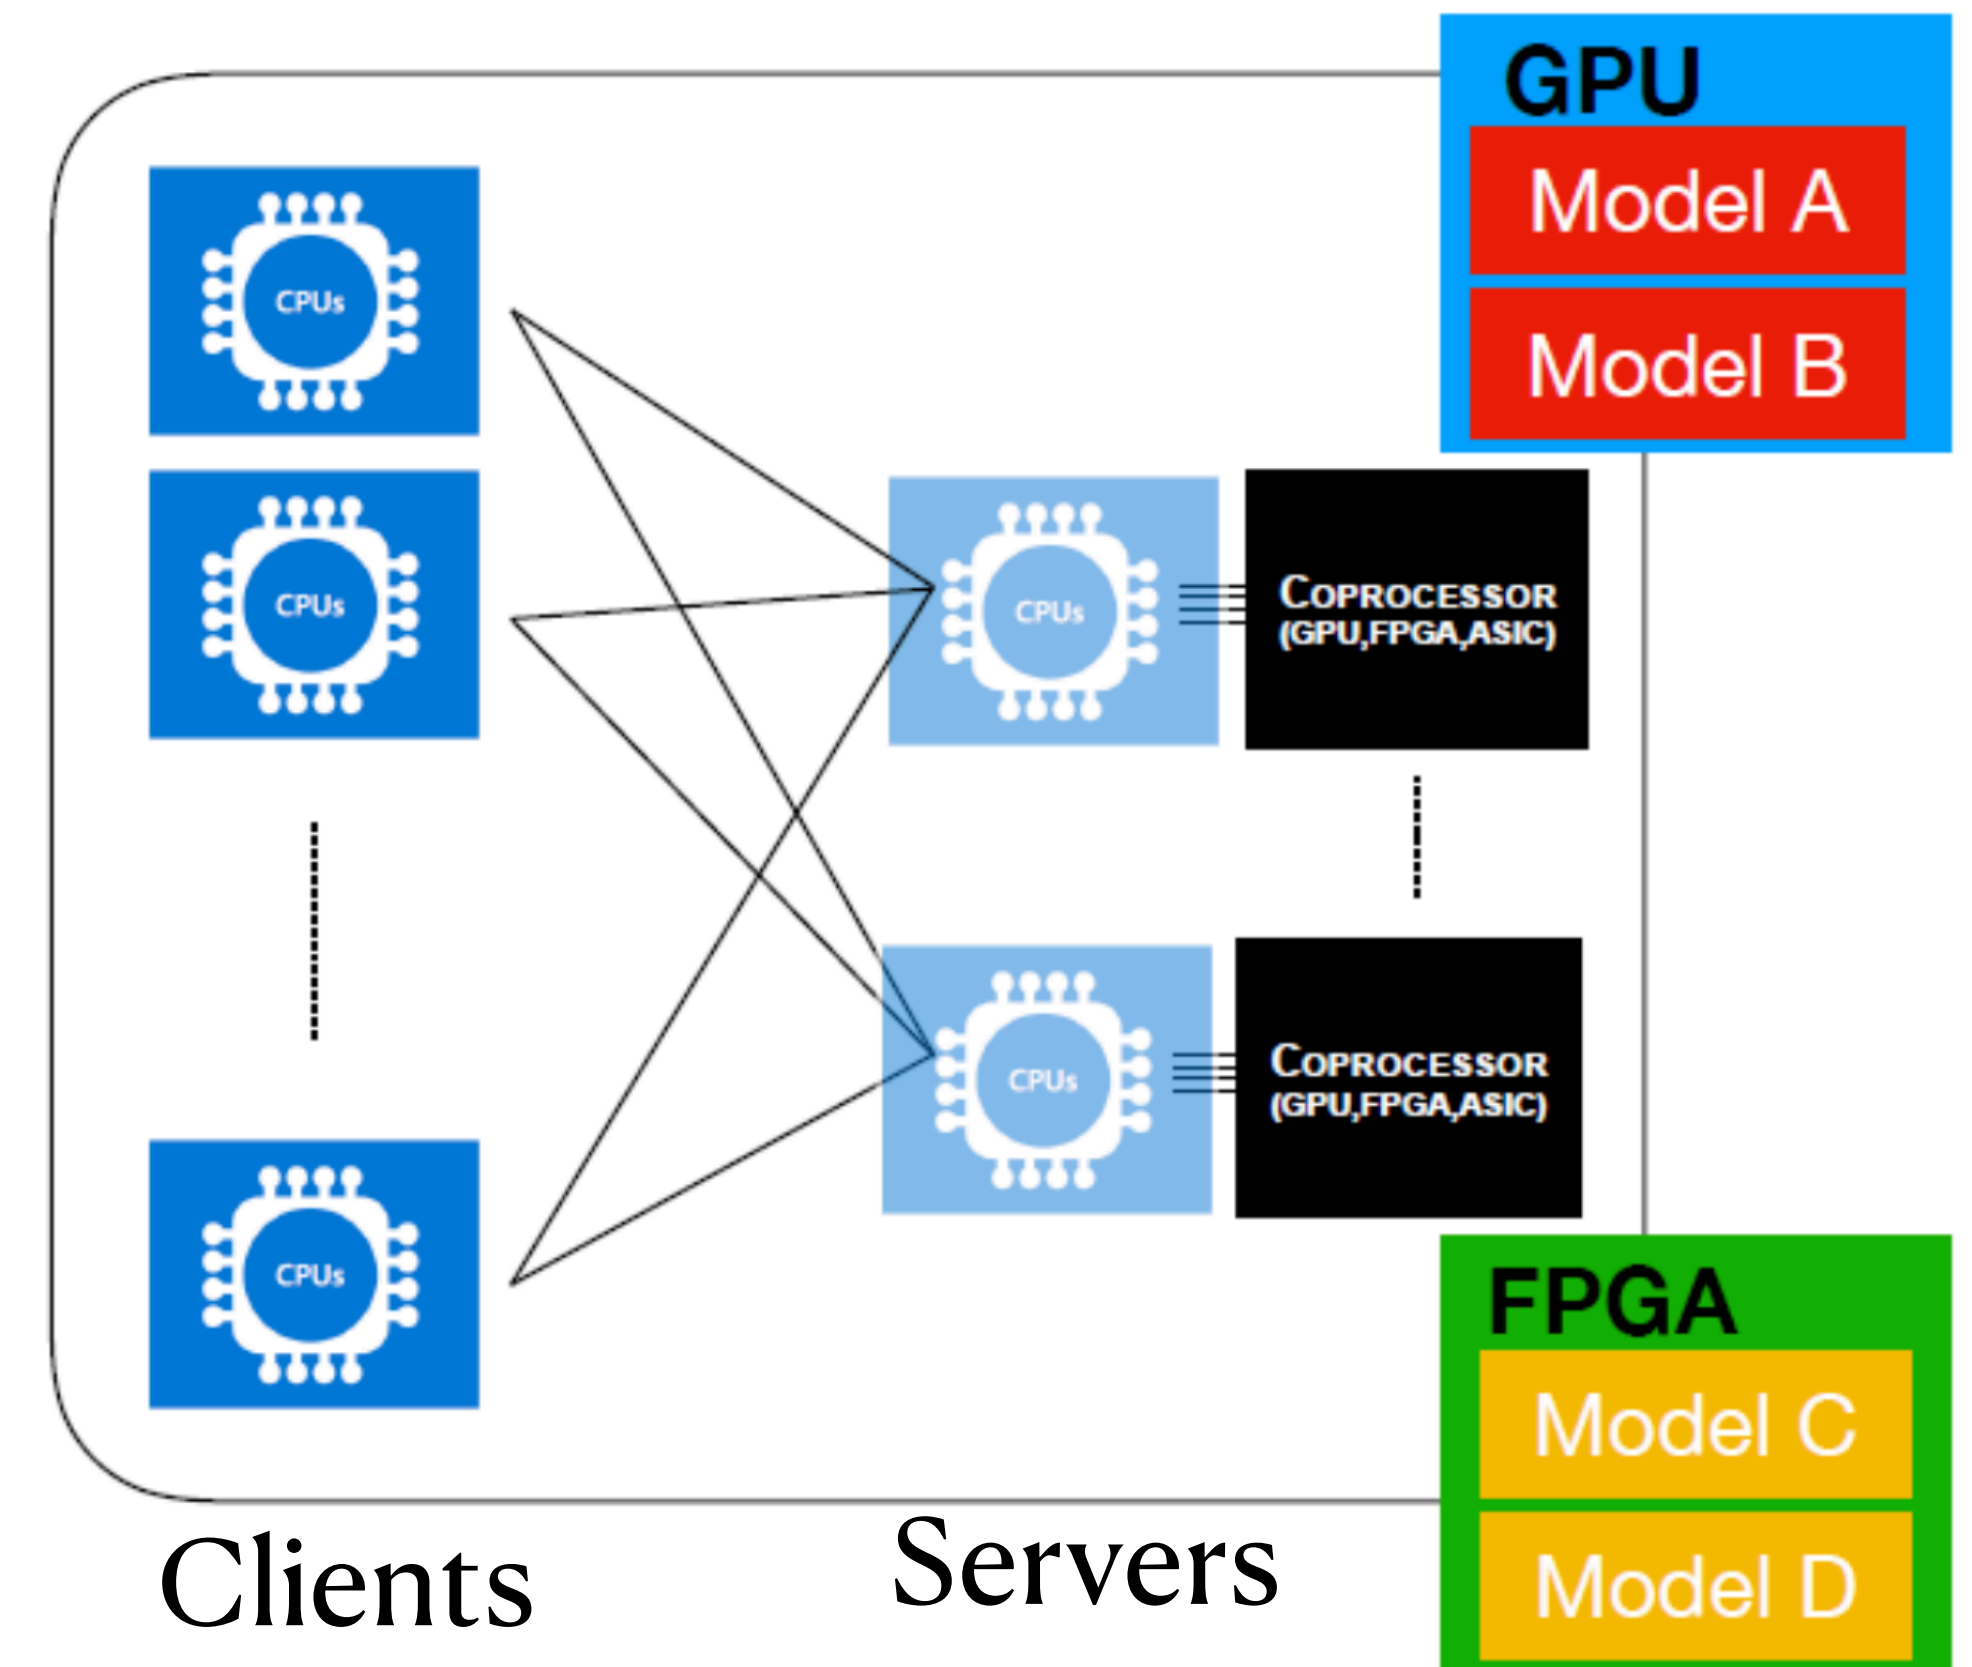 GPU
Model A
Model B
CPUs
CPUs
CPUs
COPROCESSOR
(GPU,FPGA,ASIC)
CPUs
COPROCESSOR
(GPU,FPGA,ASIC)
CPUs
FPGA
Model C
Model D
Clients
Servers